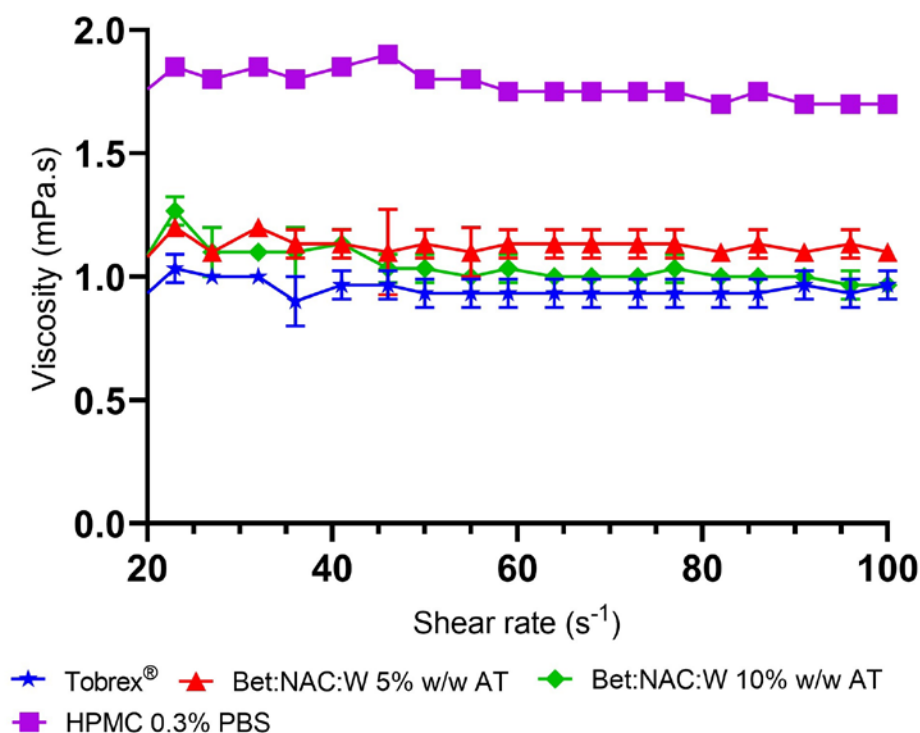 2.0
1.5
1.0
0.5
0.0
Viscosity (mPa.s)
20 40 60 80 100
Shear rate (s⁻¹)
Tobrex® Bet:NAC:W 5% w/w AT Bet:NAC:W 10% w/w AT
HPMC 0.3% PBS